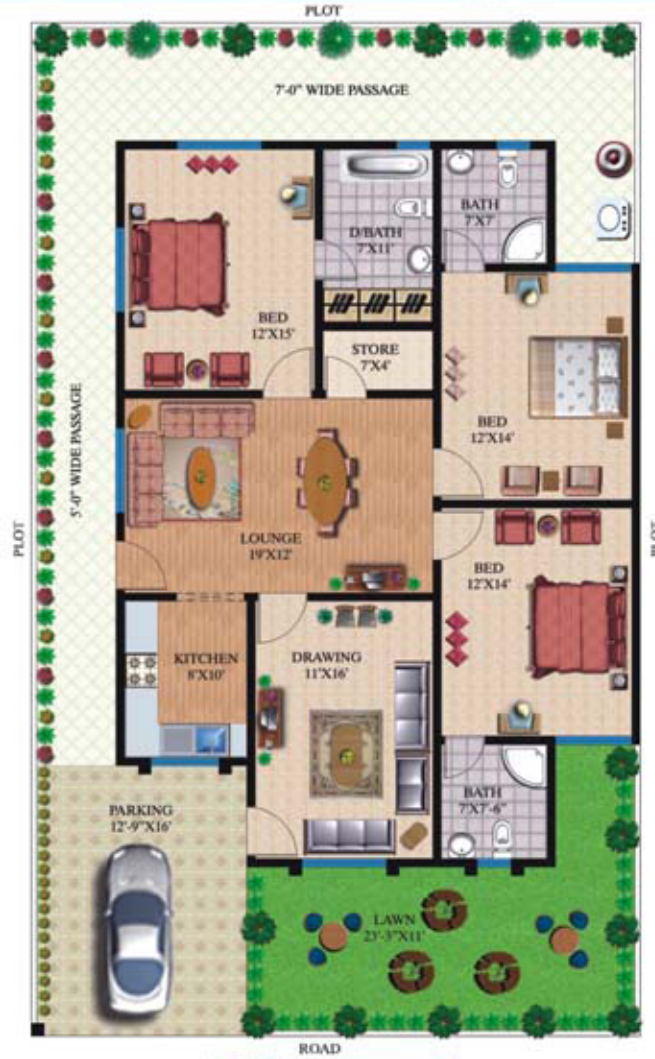 PLOT
7'-0" WIDE PASSAGE
BATH
7'X7'
D/BATH
7'X11'
BED
12'X15'
STORE
7'X4'
BED
12'X14'
5'-0" WIDE PASSAGE
PLOT
PLOT
LOUNGE
19'X12'
BED
12'X14'
KITCHEN
8'X10'
DRAWING
11'X16'
BATH
7'X7'-6"
PARKING
12'-9"X16'
LAWN
23'-3"X11'
ROAD